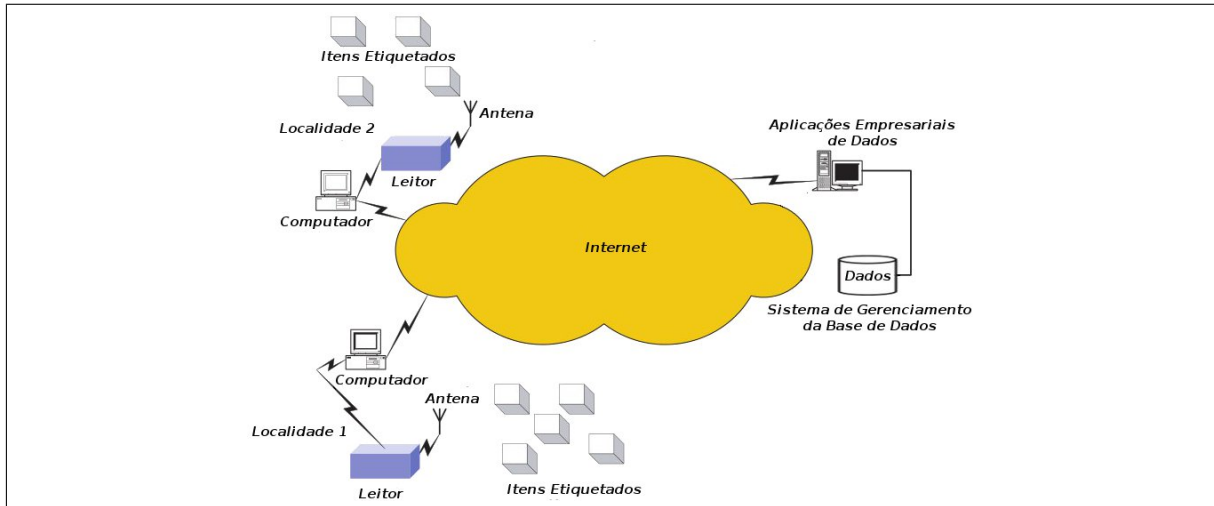 Itens Etiquetados
Antena
Localidade 2
Leitor
Computador
Aplicações Empresariais
de Dados
Internet
Dados
Sistema de Gerenciamento
da Base de Dados
Computador
Antena
Localidade 1
Leitor
Itens Etiquetados